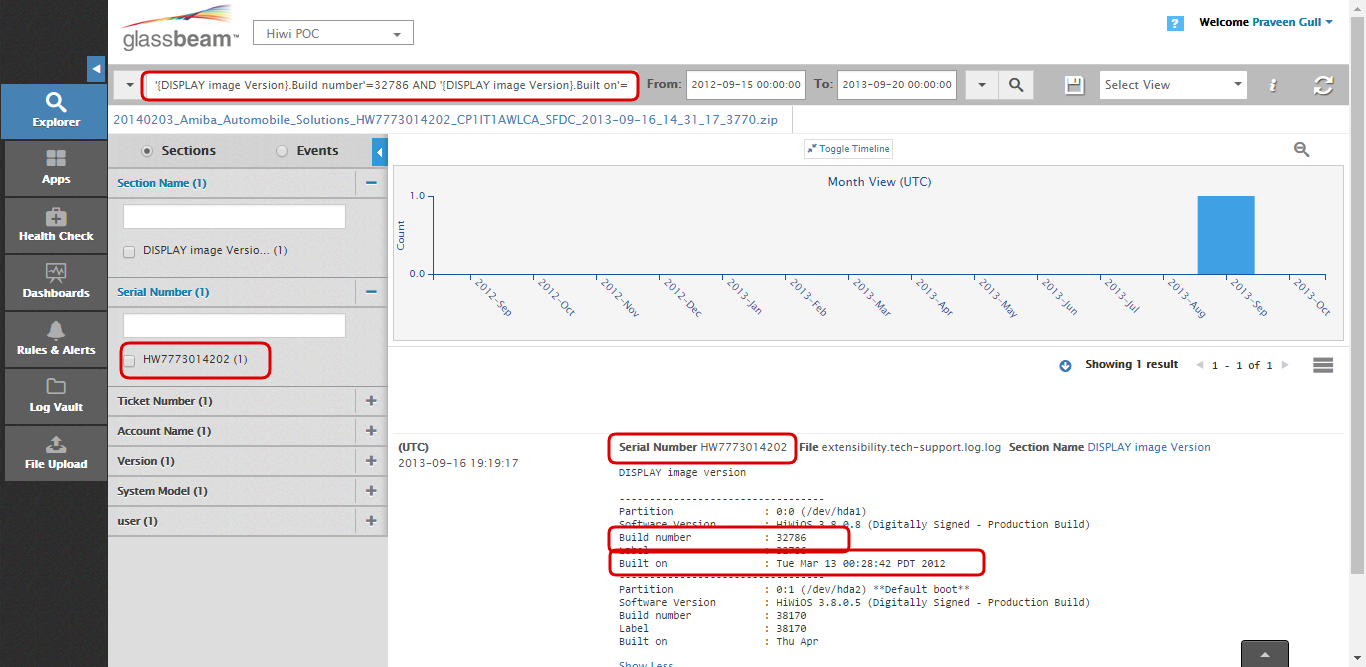 glassbeam™
Hiwi POC
? Welcome Praveen Gull
'{DISPLAY image Version}.Build number'=32786 AND '{DISPLAY image Version}.Built on'=
From: 2012-09-15 00:00:00 To: 2013-09-20 00:00:00
Select View
i
20140203_Amiba_Automobile_Solutions_HW7773014202_CP1IT1AWLCA_SFDC_2013-09-16_14_31_17_3770.zip
Explorer
Apps
Health Check
Dashboards
Rules & Alerts
Log Vault
File Upload
Sections Events
Section Name (1)
DISPLAY image Versio... (1)
Serial Number (1)
HW7773014202 (1)
Ticket Number (1)
Account Name (1)
Version (1)
System Model (1)
user (1)
Toggle Timeline
Month View (UTC)
Count
1.0
0.0
2012-Sep
2012-Oct
2012-Nov
2012-Dec
2013-Jan
2013-Feb
2013-Mar
2013-Apr
2013-May
2013-Jun
2013-Jul
2013-Aug
2013-Sep
2013-Oct
Showing 1 result 1 - 1 of 1
(UTC)
2013-09-16 19:19:17
Serial Number HW7773014202 File extensibility.tech-support.log.log Section Name DISPLAY image Version
DISPLAY image version
-----------------------------------
Partition : 0:0 (/dev/hda1)
Software Version : HiWiOS 3.8.0.8 (Digitally Signed - Production Build)
Build number : 32786
Label : 32786
Built on : Tue Mar 13 00:28:42 PDT 2012
-----------------------------------
Partition : 0:1 (/dev/hda2) **Default boot**
Software Version : HiWiOS 3.8.0.5 (Digitally Signed - Production Build)
Build number : 38170
Label : 38170
Built on : Thu Apr
Show Less